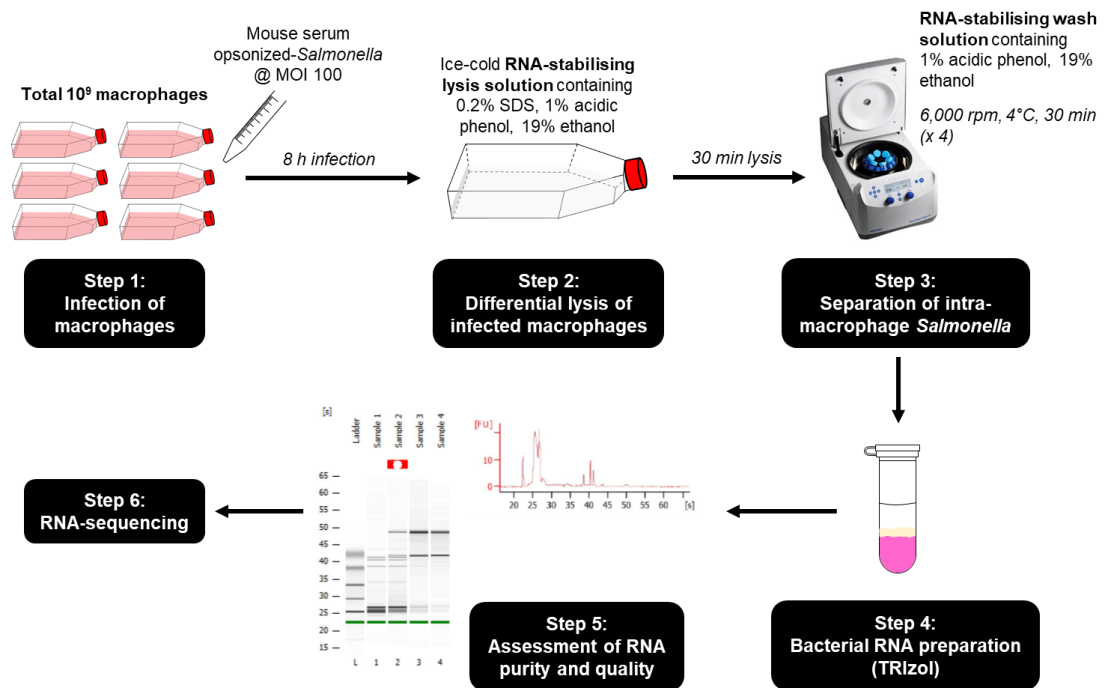 Total 10⁹ macrophages
Mouse serum
opsonized-Salmonella
@ MOI 100
8 h infection
Ice-cold RNA-stabilising
lysis solution containing
0.2% SDS, 1% acidic
phenol, 19% ethanol
30 min lysis
RNA-stabilising wash
solution containing
1% acidic phenol, 19%
ethanol
6,000 rpm, 4°C, 30 min
(x 4)
Step 1:
Infection of
macrophages
Step 2:
Differential lysis of
infected macrophages
Step 3:
Separation of intra-
macrophage Salmonella
Step 4:
Bacterial RNA preparation
(TRIzol)
[FU]
10
0
20 25 30 35 40 45 50 55 60 [s]
[s]
Ladder
Sample 1
Sample 2
Sample 3
Sample 4
65
60
55
50
45
40
35
30
25
20
15
L 1 2 3 4
Step 5:
Assessment of RNA
purity and quality
Step 6:
RNA-sequencing